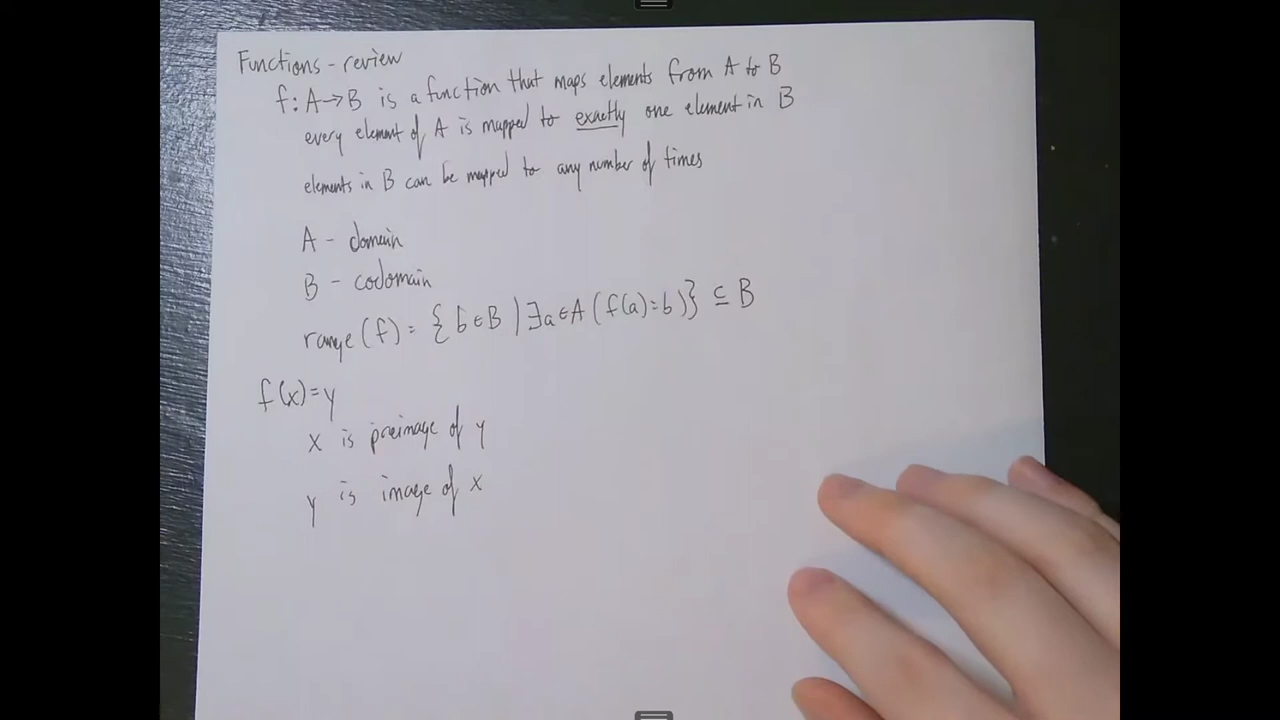 Functions - review
f: A→B is a function that maps elements from A to B
every element of A is mapped to exactly one element in B
elements in B can be mapped to any number of times
A - domain
B - codomain
range(f) = {b∈B | ∃a∈A (f(a)=b)} ⊆ B
f(x)=y
x is preimage of y
y is image of x